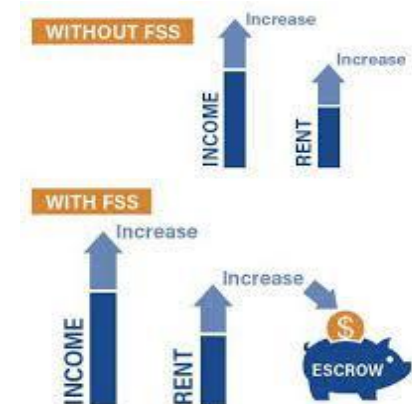 WITHOUT FSS
Increase
Increase
INCOME
RENT
WITH FSS
Increase
Increase
INCOME
RENT
$
ESCROW